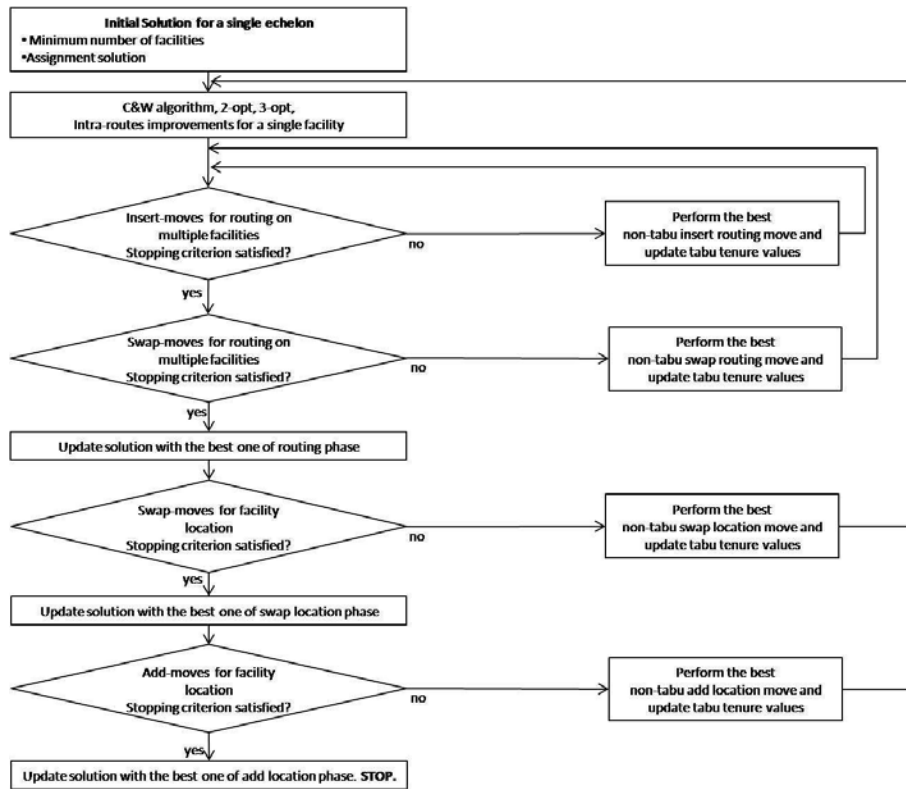 Initial Solution for a single echelon
▪ Minimum number of facilities
▪Assignment solution
C&W algorithm, 2-opt, 3-opt,
Intra-routes improvements for a single facility
Insert-moves for routing on
multiple facilities
Stopping criterion satisfied?
no
Perform the best
non-tabu insert routing move and
update tabu tenure values
yes
Swap-moves for routing on
multiple facilities
Stopping criterion satisfied?
no
Perform the best
non-tabu swap routing move and
update tabu tenure values
yes
Update solution with the best one of routing phase
Swap-moves for facility
location
Stopping criterion satisfied?
no
Perform the best
non-tabu swap location move and
update tabu tenure values
yes
Update solution with the best one of swap location phase
Add-moves for facility
location
Stopping criterion satisfied?
no
Perform the best
non-tabu add location move and
update tabu tenure values
yes
Update solution with the best one of add location phase. STOP.